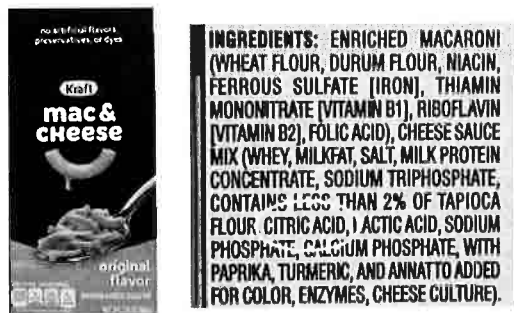 no artificial flavors,
preservatives, or dyes
Kraft
mac &
cheese
original
flavor
INGREDIENTS: ENRICHED MACARONI
(WHEAT FLOUR, DURUM FLOUR, NIACIN,
FERROUS SULFATE [IRON], THIAMIN
MONONITRATE [VITAMIN B1], RIBOFLAVIN
[VITAMIN B2], FOLIC ACID), CHEESE SAUCE
MIX (WHEY, MILKFAT, SALT, MILK PROTEIN
CONCENTRATE, SODIUM TRIPHOSPHATE,
CONTAINS LESS THAN 2% OF TAPIOCA
FLOUR, CITRIC ACID, LACTIC ACID, SODIUM
PHOSPHATE, CALCIUM PHOSPHATE, WITH
PAPRIKA, TURMERIC, AND ANNATTO ADDED
FOR COLOR, ENZYMES, CHEESE CULTURE).